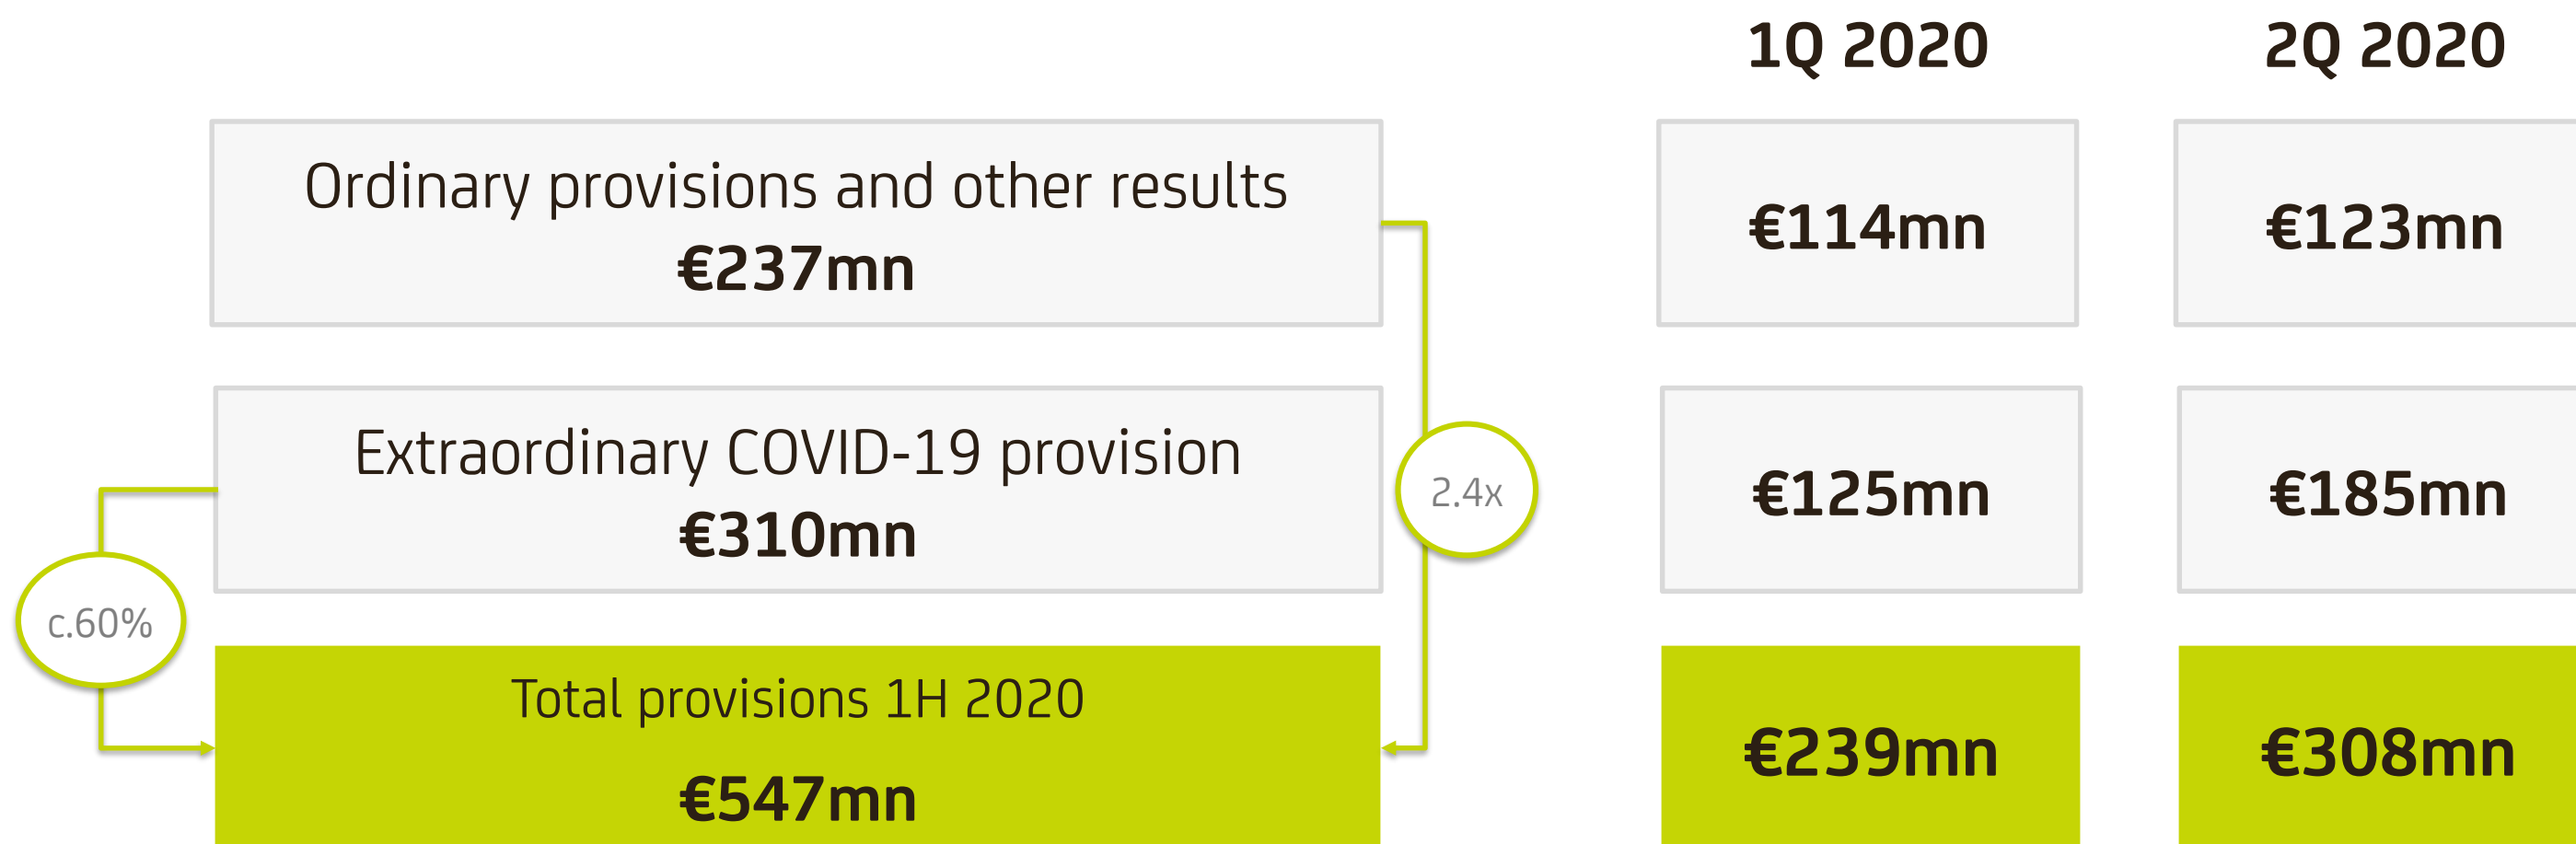 1Q 2020
2Q 2020
Ordinary provisions and other results
€237mn
€114mn
€123mn
Extraordinary COVID-19 provision
€310mn
€125mn
€185mn
2.4x
c.60%
Total provisions 1H 2020
€547mn
€239mn
€308mn